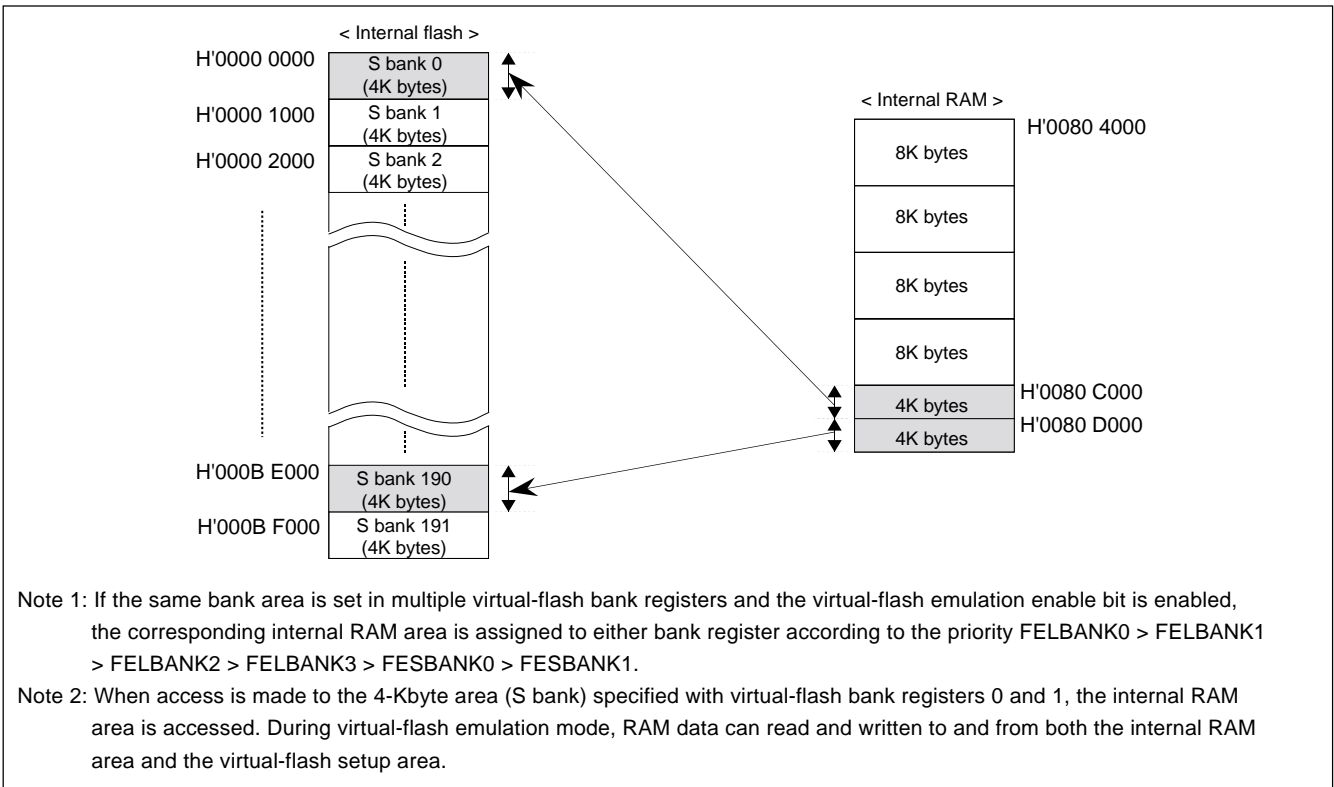 < Internal flash >
H'0000 0000
S bank 0
(4K bytes)
H'0000 1000
S bank 1
(4K bytes)
H'0000 2000
S bank 2
(4K bytes)
H'000B E000
S bank 190
(4K bytes)
H'000B F000
S bank 191
(4K bytes)
< Internal RAM >
H'0080 4000
8K bytes
8K bytes
8K bytes
8K bytes
H'0080 C000
4K bytes
H'0080 D000
4K bytes
Note 1: If the same bank area is set in multiple virtual-flash bank registers and the virtual-flash emulation enable bit is enabled,
the corresponding internal RAM area is assigned to either bank register according to the priority FELBANK0 > FELBANK1
> FELBANK2 > FELBANK3 > FESBANK0 > FESBANK1.
Note 2: When access is made to the 4-Kbyte area (S bank) specified with virtual-flash bank registers 0 and 1, the internal RAM
area is accessed. During virtual-flash emulation mode, RAM data can read and written to and from both the internal RAM
area and the virtual-flash setup area.